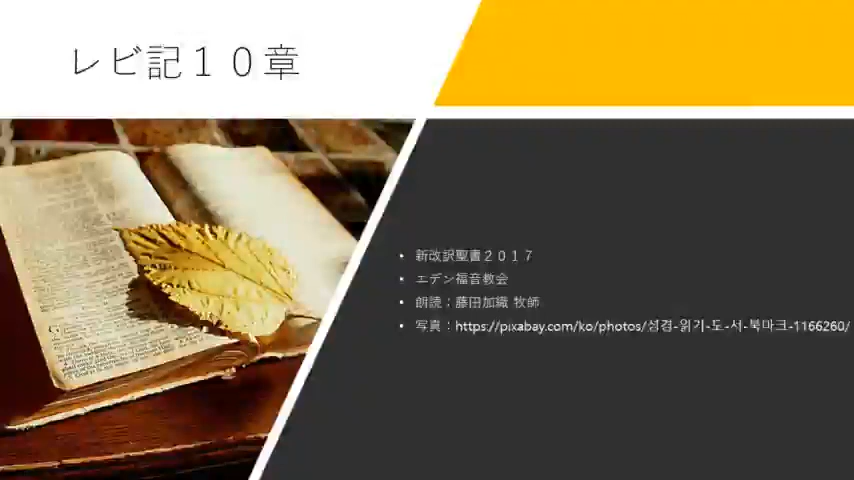 レビ記１０章
• 新改訳聖書２０１７
• エデン福音教会
• 朗読：藤田加織 牧師
• 写真：https://pixabay.com/ko/photos/성경-읽기-도-서-북마크-1166260/